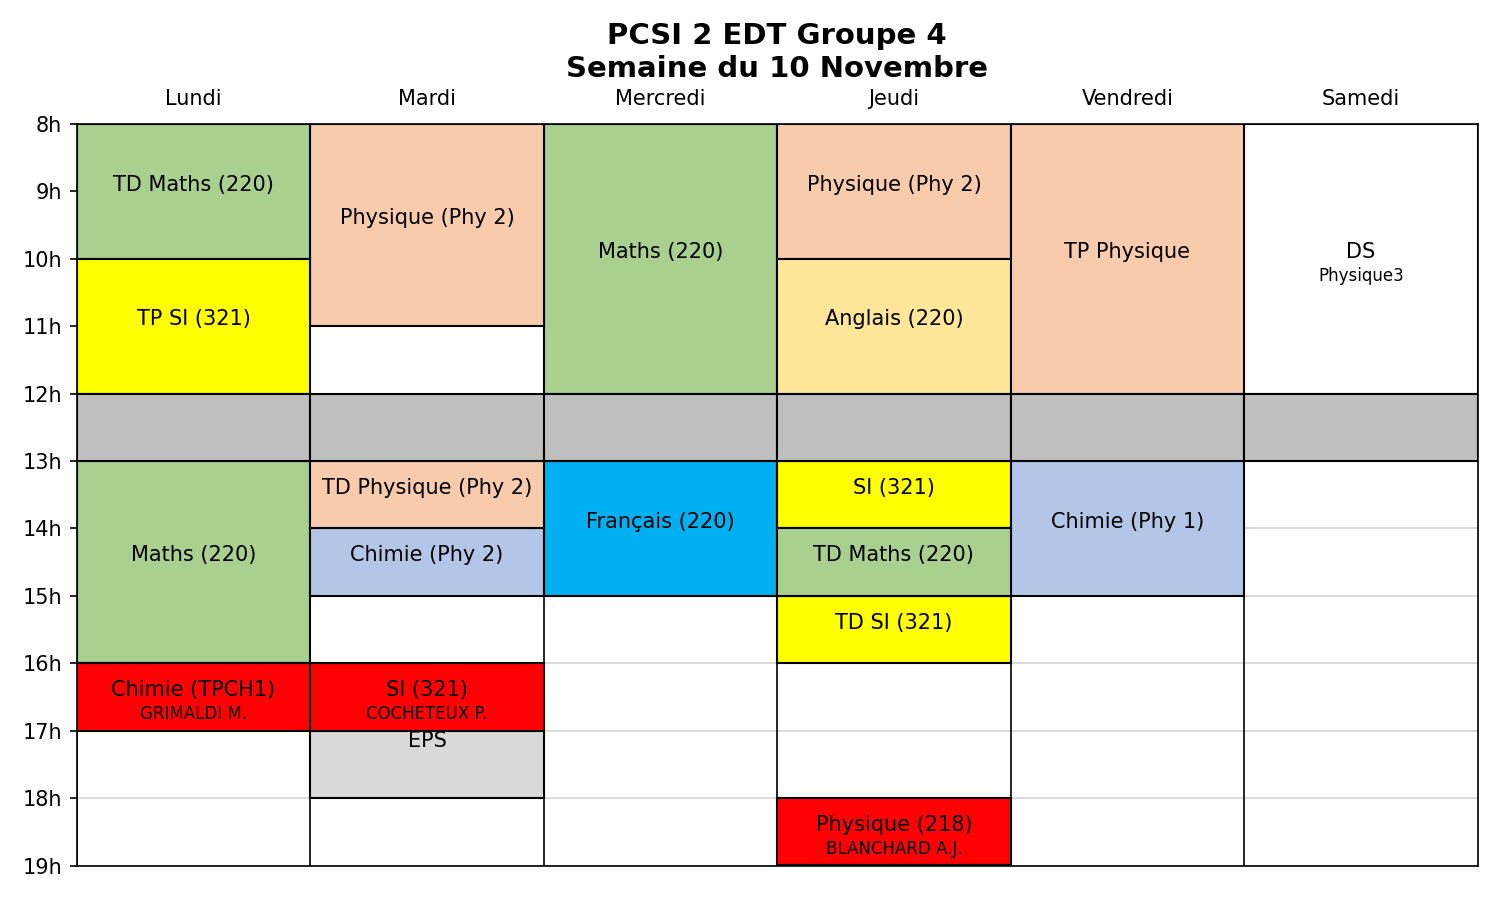 PCSI 2 EDT Groupe 4
Semaine du 10 Novembre
Lundi Mardi Mercredi Jeudi Vendredi Samedi
8h
9h
10h
11h
12h
13h
14h
15h
16h
17h
18h
19h
TD Maths (220)
TP SI (321)
Maths (220)
Chimie (TPCH1)
GRIMALDI M.
Physique (Phy 2)
TD Physique (Phy 2)
Chimie (Phy 2)
SI (321)
COCHETEUX P.
EPS
Maths (220)
Français (220)
Physique (Phy 2)
Anglais (220)
SI (321)
TD Maths (220)
TD SI (321)
Physique (218)
BLANCHARD A.J.
TP Physique
Chimie (Phy 1)
DS
Physique3